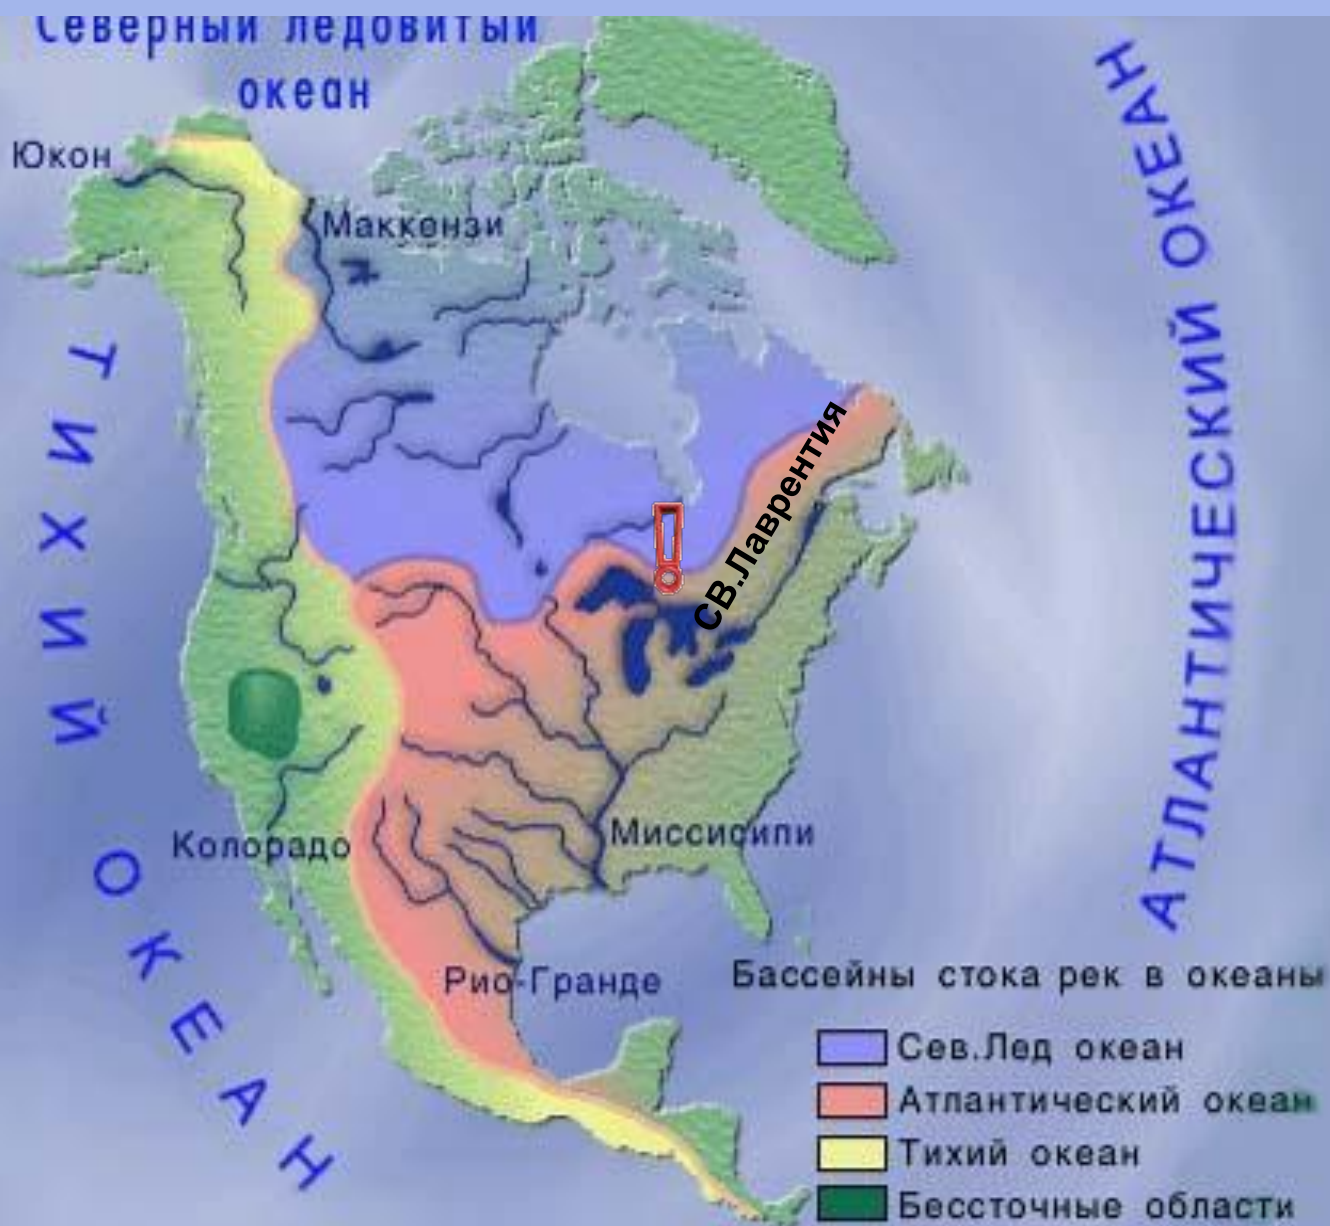 Северный ледовитый
океан
Юкон
Маккензи
ТИХИЙ ОКЕАН
АТЛАНТИЧЕСКИЙ ОКЕАН
СВ.Лаврентия
Колорадо
Миссисипи
Рио-Гранде
Бассейны стока рек в океаны
Сев.Лед океан
Атлантический океан
Тихий океан
Бессточные области